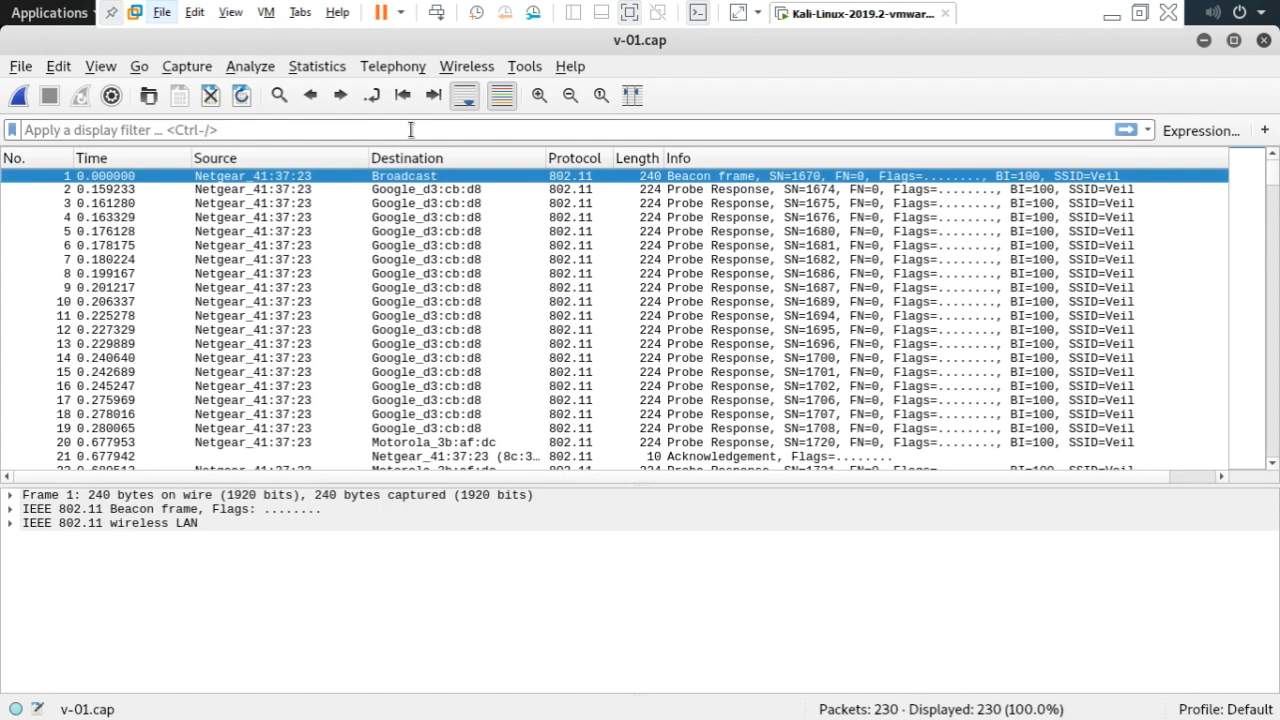 Applications File Edit View VM Tabs Help Kali-Linux-2019.2-vmwar...
v-01.cap
File Edit View Go Capture Analyze Statistics Telephony Wireless Tools Help
Apply a display filter ... <Ctrl-/> Expression... +
No. Time Source Destination Protocol Length Info
1 0.000000 Netgear_41:37:23 Broadcast 802.11 240 Beacon frame, SN=1670, FN=0, Flags=........, BI=100, SSID=Veil
2 0.159233 Netgear_41:37:23 Google_d3:cb:d8 802.11 224 Probe Response, SN=1674, FN=0, Flags=........, BI=100, SSID=Veil
3 0.161280 Netgear_41:37:23 Google_d3:cb:d8 802.11 224 Probe Response, SN=1675, FN=0, Flags=........, BI=100, SSID=Veil
4 0.163329 Netgear_41:37:23 Google_d3:cb:d8 802.11 224 Probe Response, SN=1676, FN=0, Flags=........, BI=100, SSID=Veil
5 0.176128 Netgear_41:37:23 Google_d3:cb:d8 802.11 224 Probe Response, SN=1680, FN=0, Flags=........, BI=100, SSID=Veil
6 0.178175 Netgear_41:37:23 Google_d3:cb:d8 802.11 224 Probe Response, SN=1681, FN=0, Flags=........, BI=100, SSID=Veil
7 0.180224 Netgear_41:37:23 Google_d3:cb:d8 802.11 224 Probe Response, SN=1682, FN=0, Flags=........, BI=100, SSID=Veil
8 0.199167 Netgear_41:37:23 Google_d3:cb:d8 802.11 224 Probe Response, SN=1686, FN=0, Flags=........, BI=100, SSID=Veil
9 0.201217 Netgear_41:37:23 Google_d3:cb:d8 802.11 224 Probe Response, SN=1687, FN=0, Flags=........, BI=100, SSID=Veil
10 0.206337 Netgear_41:37:23 Google_d3:cb:d8 802.11 224 Probe Response, SN=1689, FN=0, Flags=........, BI=100, SSID=Veil
11 0.225278 Netgear_41:37:23 Google_d3:cb:d8 802.11 224 Probe Response, SN=1694, FN=0, Flags=........, BI=100, SSID=Veil
12 0.227329 Netgear_41:37:23 Google_d3:cb:d8 802.11 224 Probe Response, SN=1695, FN=0, Flags=........, BI=100, SSID=Veil
13 0.229889 Netgear_41:37:23 Google_d3:cb:d8 802.11 224 Probe Response, SN=1696, FN=0, Flags=........, BI=100, SSID=Veil
14 0.240640 Netgear_41:37:23 Google_d3:cb:d8 802.11 224 Probe Response, SN=1700, FN=0, Flags=........, BI=100, SSID=Veil
15 0.242689 Netgear_41:37:23 Google_d3:cb:d8 802.11 224 Probe Response, SN=1701, FN=0, Flags=........, BI=100, SSID=Veil
16 0.245247 Netgear_41:37:23 Google_d3:cb:d8 802.11 224 Probe Response, SN=1702, FN=0, Flags=........, BI=100, SSID=Veil
17 0.275969 Netgear_41:37:23 Google_d3:cb:d8 802.11 224 Probe Response, SN=1706, FN=0, Flags=........, BI=100, SSID=Veil
18 0.278016 Netgear_41:37:23 Google_d3:cb:d8 802.11 224 Probe Response, SN=1707, FN=0, Flags=........, BI=100, SSID=Veil
19 0.280065 Netgear_41:37:23 Google_d3:cb:d8 802.11 224 Probe Response, SN=1708, FN=0, Flags=........, BI=100, SSID=Veil
20 0.677953 Netgear_41:37:23 Motorola_3b:af:dc 802.11 224 Probe Response, SN=1720, FN=0, Flags=........, BI=100, SSID=Veil
21 0.677942 Netgear_41:37:23 (8c:3... 802.11 10 Acknowledgement, Flags=........
Frame 1: 240 bytes on wire (1920 bits), 240 bytes captured (1920 bits)
IEEE 802.11 Beacon frame, Flags: ........
IEEE 802.11 wireless LAN
v-01.cap Packets: 230 · Displayed: 230 (100.0%) Profile: Default